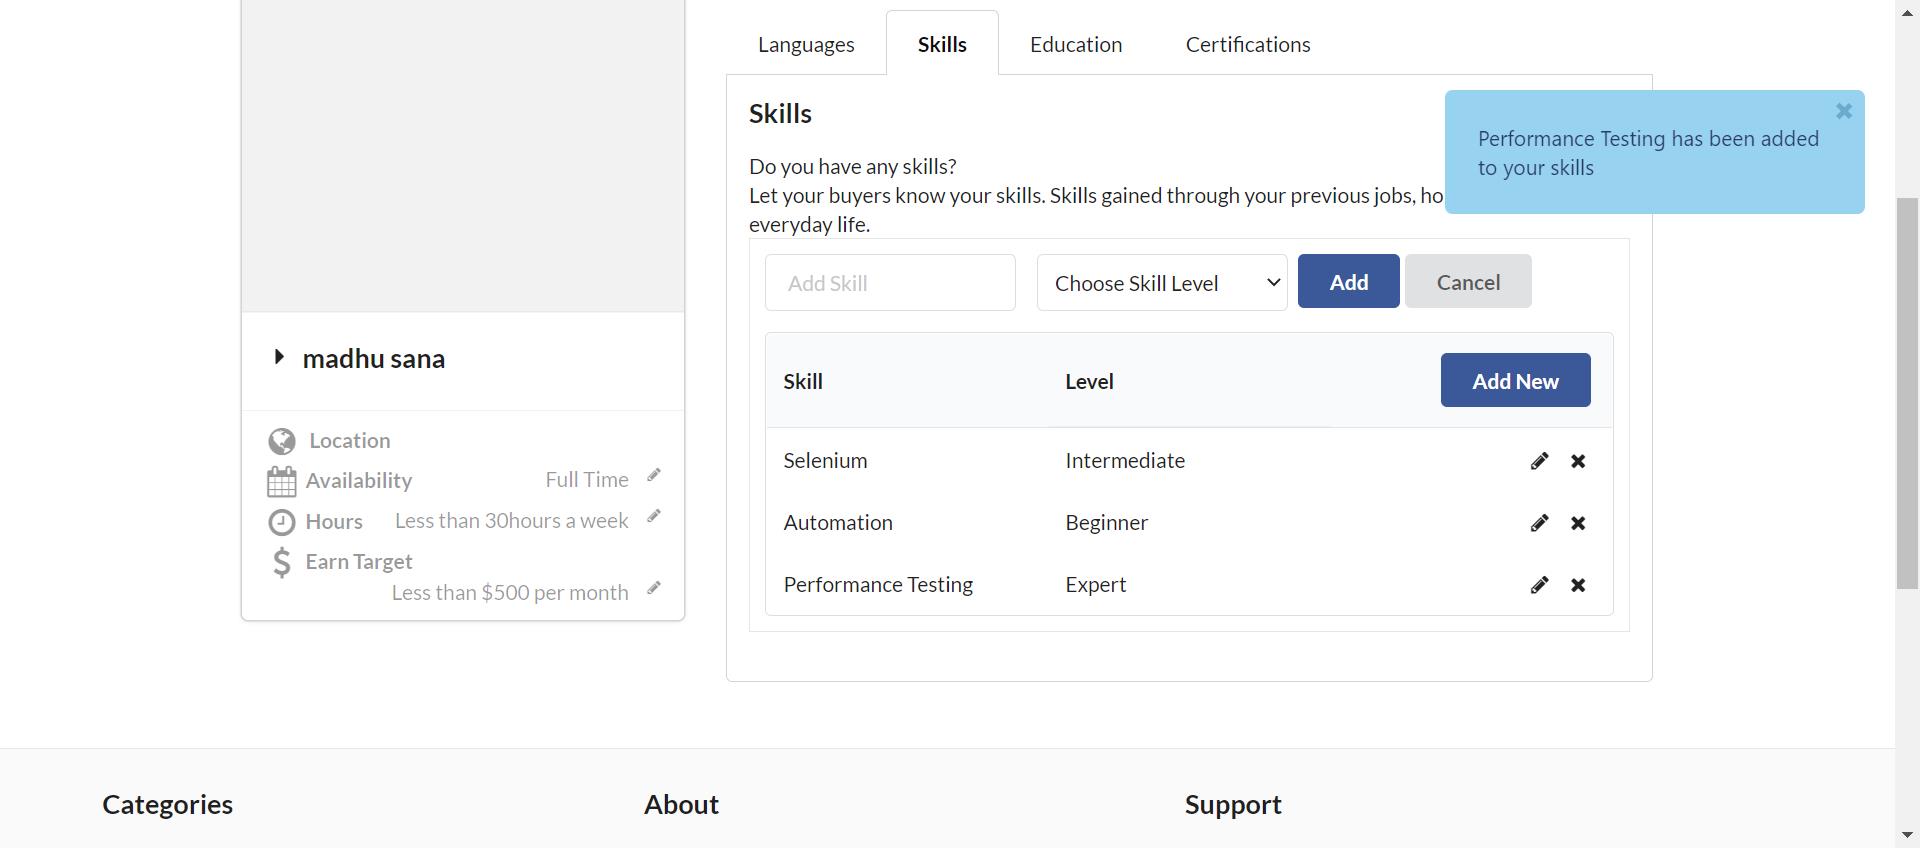 Languages
Skills
Education
Certifications
Skills
Performance Testing has been added
to your skills
Do you have any skills?
Let your buyers know your skills. Skills gained through your previous jobs, ho
everyday life.
Add Skill
Choose Skill Level
Add
Cancel
Skill
Level
Add New
Selenium
Intermediate
Automation
Beginner
Performance Testing
Expert
madhu sana
Location
Availability
Full Time
Hours
Less than 30hours a week
Earn Target
Less than $500 per month
Categories
About
Support